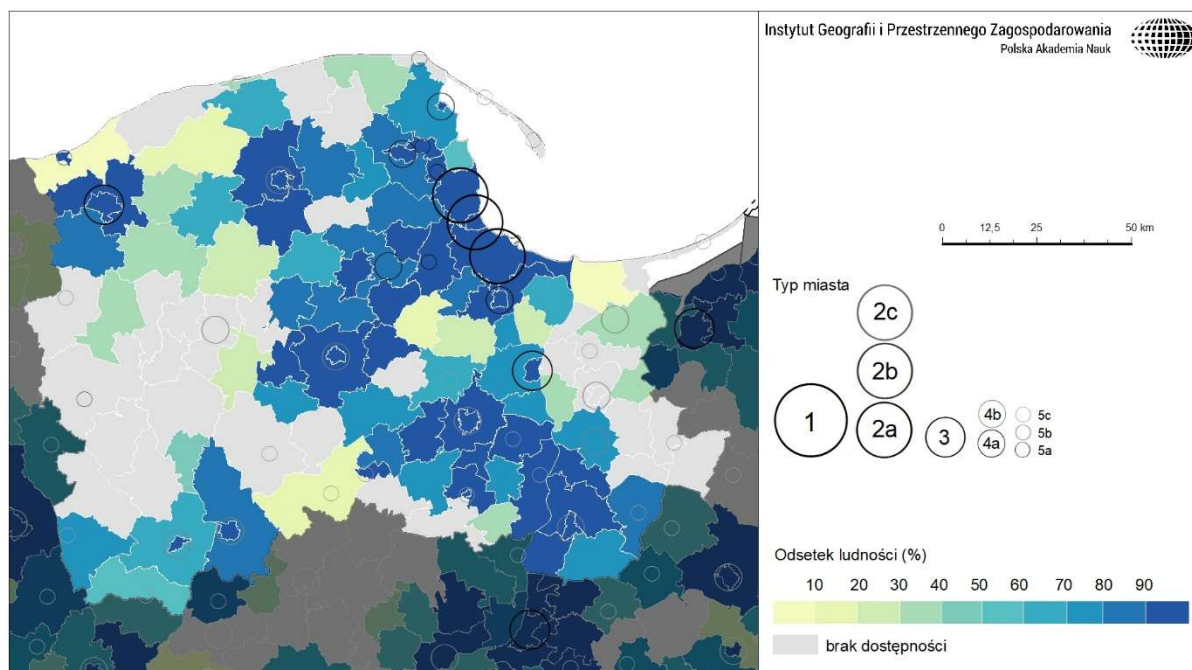 Instytut Geografii i Przestrzennego Zagospodarowania
Polska Akademia Nauk
0 12,5 25 50 km
Typ miasta
2c
2b
1 2a 3 4b 4a 5c 5b 5a
Odsetek ludności (%)
10 20 30 40 50 60 70 80 90
brak dostępności